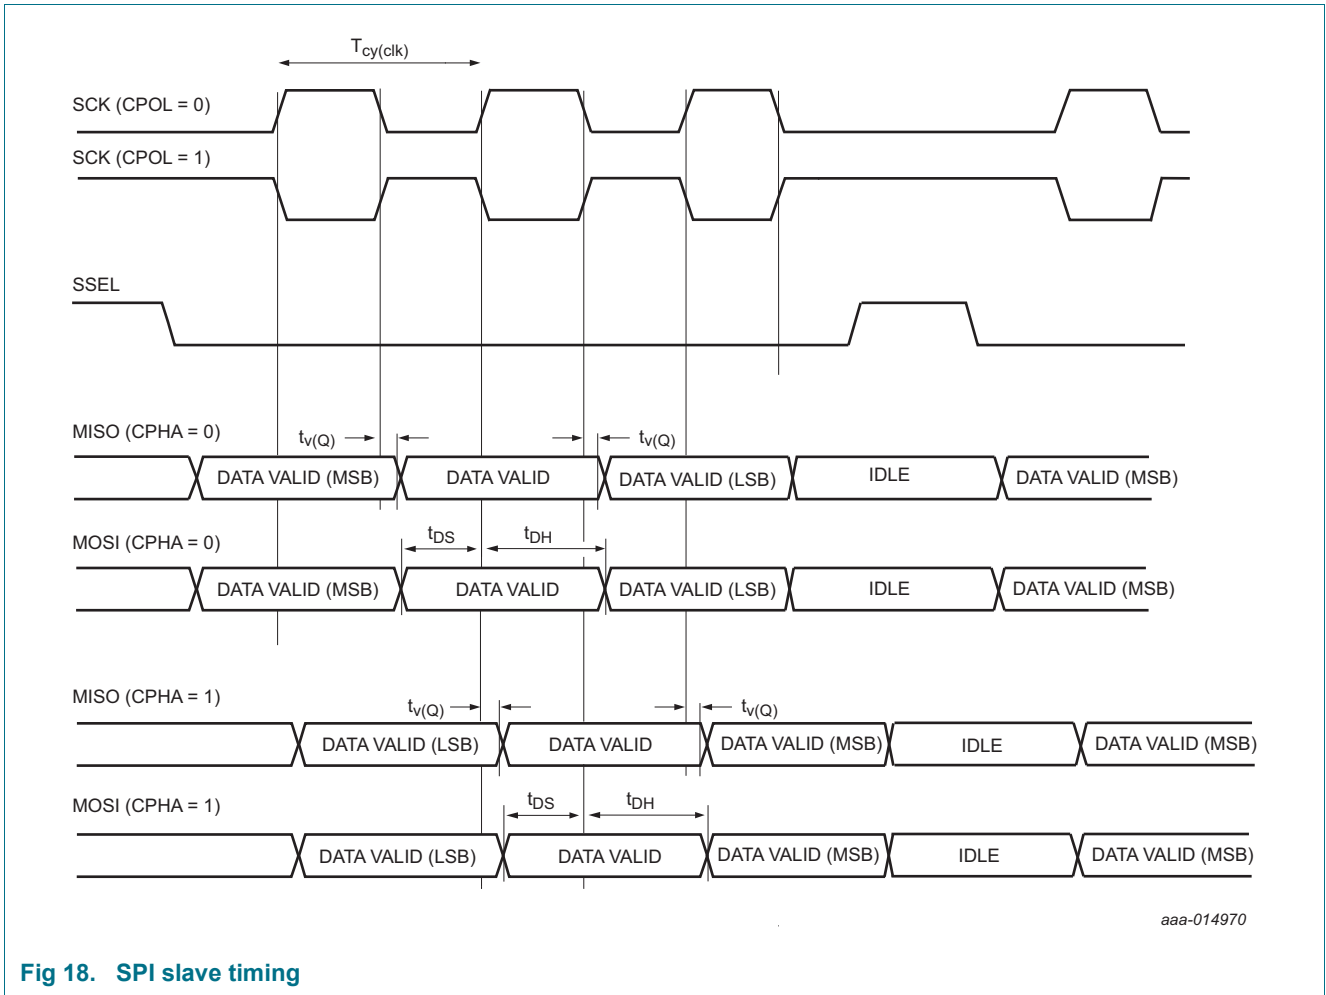 Tcy(clk)
SCK (CPOL = 0)
SCK (CPOL = 1)
SSEL
MISO (CPHA = 0)
tv(Q)
tv(Q)
DATA VALID (MSB)
DATA VALID
DATA VALID (LSB)
IDLE
DATA VALID (MSB)
MOSI (CPHA = 0)
tDS
tDH
DATA VALID (MSB)
DATA VALID
DATA VALID (LSB)
IDLE
DATA VALID (MSB)
MISO (CPHA = 1)
tv(Q)
tv(Q)
DATA VALID (LSB)
DATA VALID
DATA VALID (MSB)
IDLE
DATA VALID (MSB)
MOSI (CPHA = 1)
tDS
tDH
DATA VALID (LSB)
DATA VALID
DATA VALID (MSB)
IDLE
DATA VALID (MSB)
aaa-014970
Fig 18. SPI slave timing